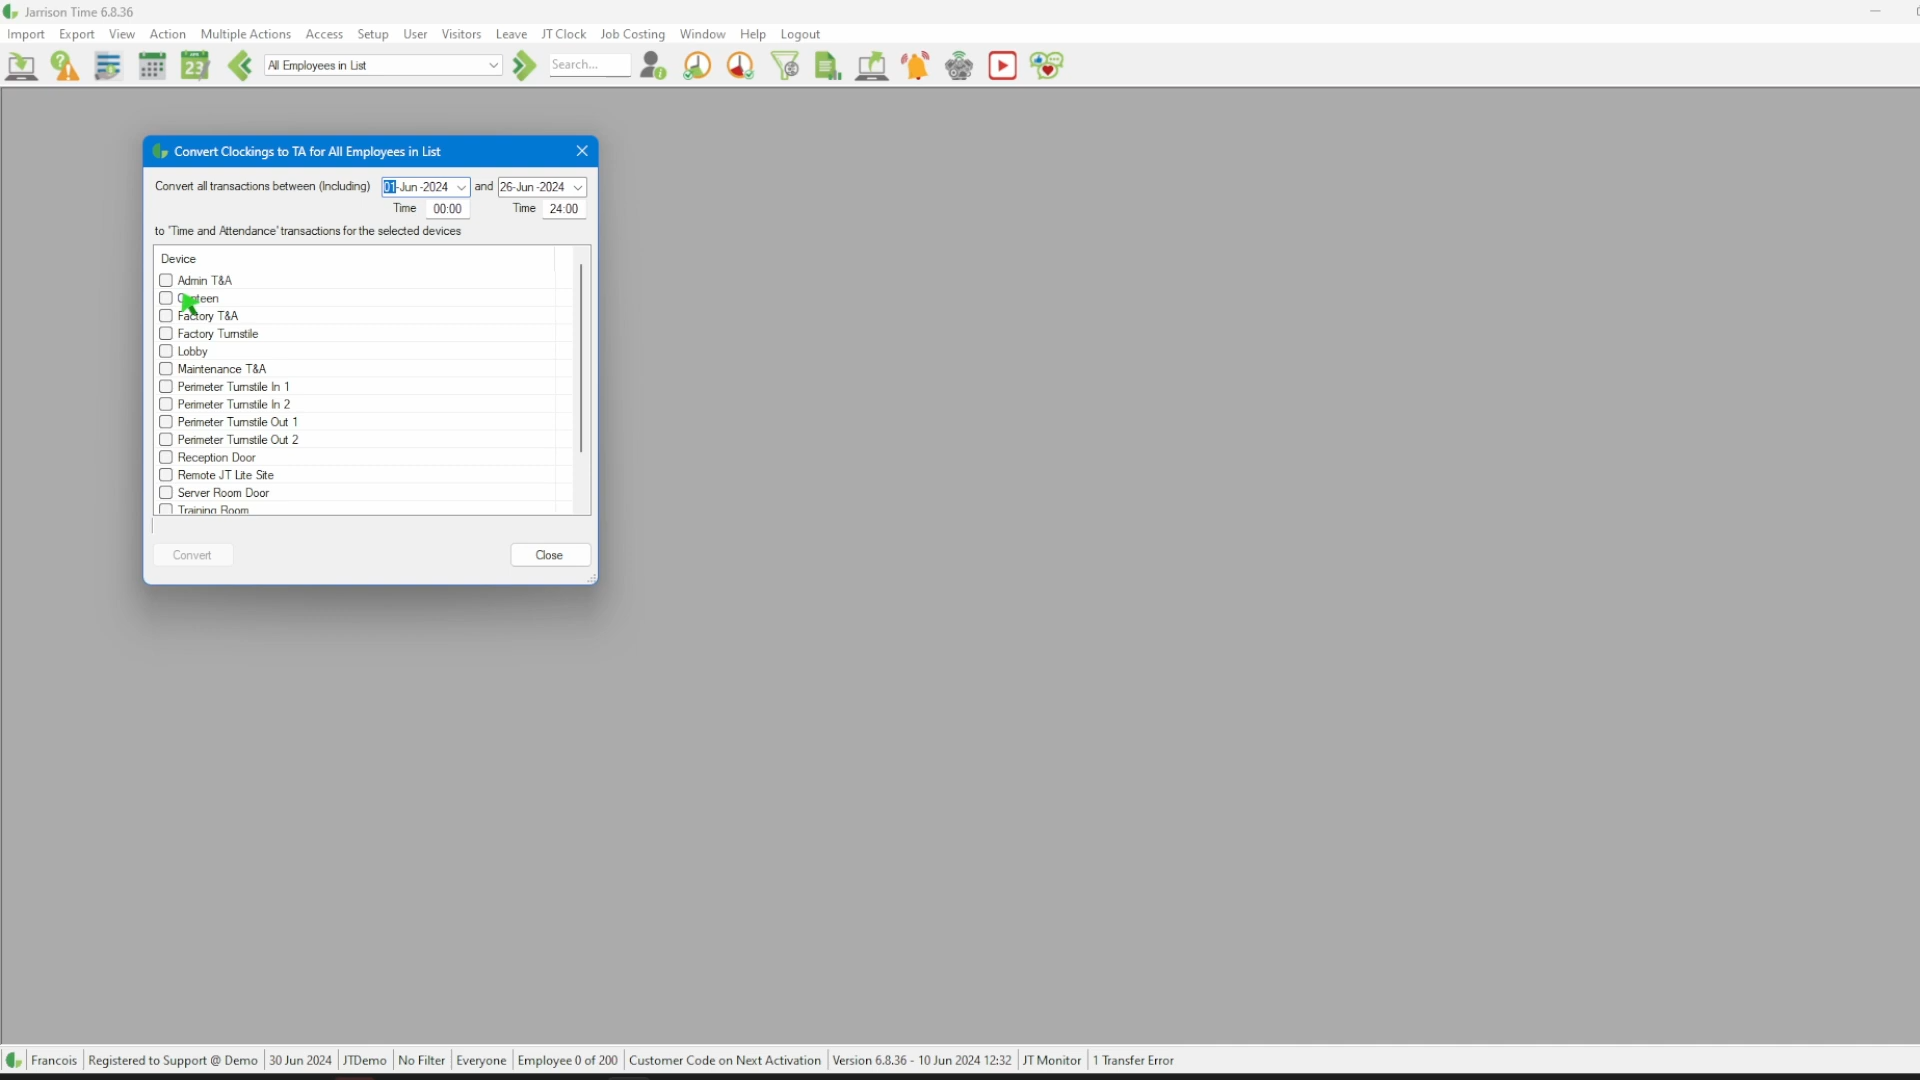 Jarrison Time 6.8.36
Import Export View Action Multiple Actions Access Setup User Visitors Leave JT Clock Job Costing Window Help Logout
23 All Employees in List Search...
Convert Clockings to TA for All Employees in List
Convert all transactions between (Including) 01-Jun -2024 and 26-Jun -2024
Time 00:00 Time 24:00
to 'Time and Attendance' transactions for the selected devices
Device
Admin T&A
Canteen
Factory T&A
Factory Turnstile
Lobby
Maintenance T&A
Perimeter Turnstile In 1
Perimeter Turnstile In 2
Perimeter Turnstile Out 1
Perimeter Turnstile Out 2
Reception Door
Remote JT Lite Site
Server Room Door
Training Room
Convert Close
Francois Registered to Support @ Demo 30 Jun 2024 JTDemo No Filter Everyone Employee 0 of 200 Customer Code on Next Activation Version 6.8.36 - 10 Jun 2024 12:32 JT Monitor 1 Transfer Error